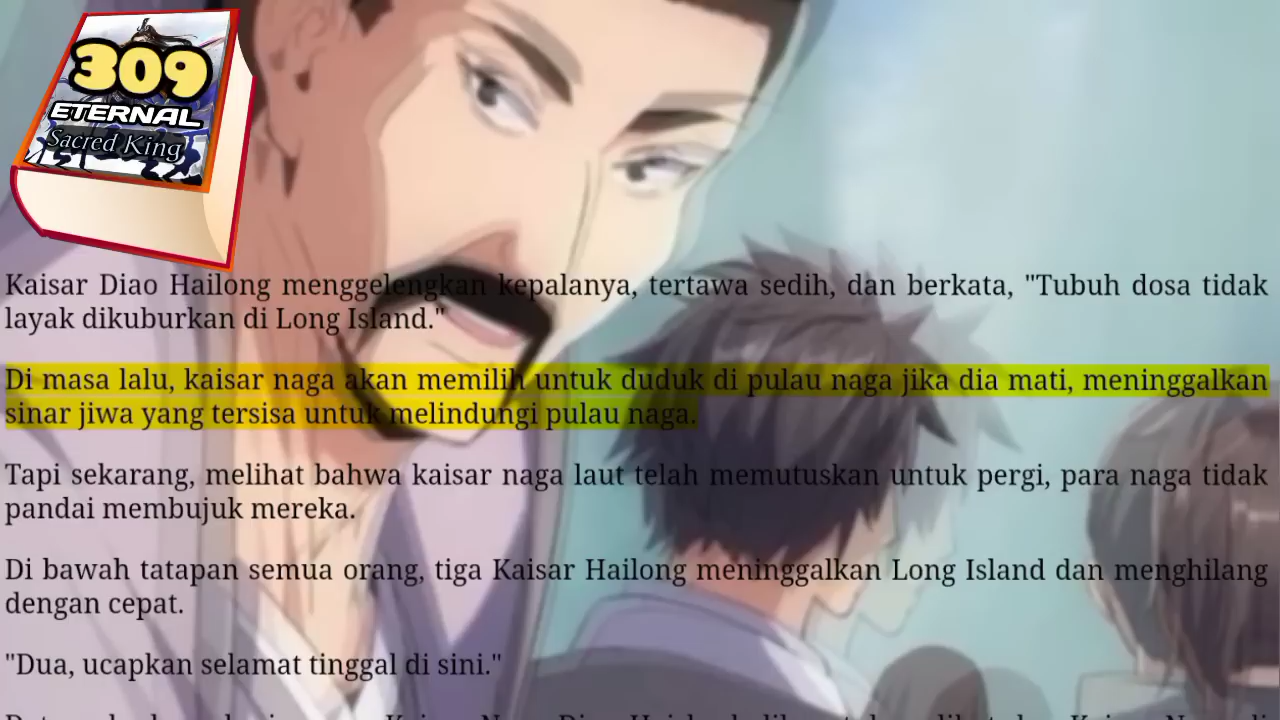 309
ETERNAL
Sacred King
Kaisar Diao Hailong menggelengkan kepalanya, tertawa sedih, dan berkata, "Tubuh dosa tidak
layak dikuburkan di Long Island."
Di masa lalu, kaisar naga akan memilih untuk duduk di pulau naga jika dia mati, meninggalkan
sinar jiwa yang tersisa untuk melindungi pulau naga.
Tapi sekarang, melihat bahwa kaisar naga laut telah memutuskan untuk pergi, para naga tidak
pandai membujuk mereka.
Di bawah tatapan semua orang, tiga Kaisar Hailong meninggalkan Long Island dan menghilang
dengan cepat.
"Dua, ucapkan selamat tinggal di sini."